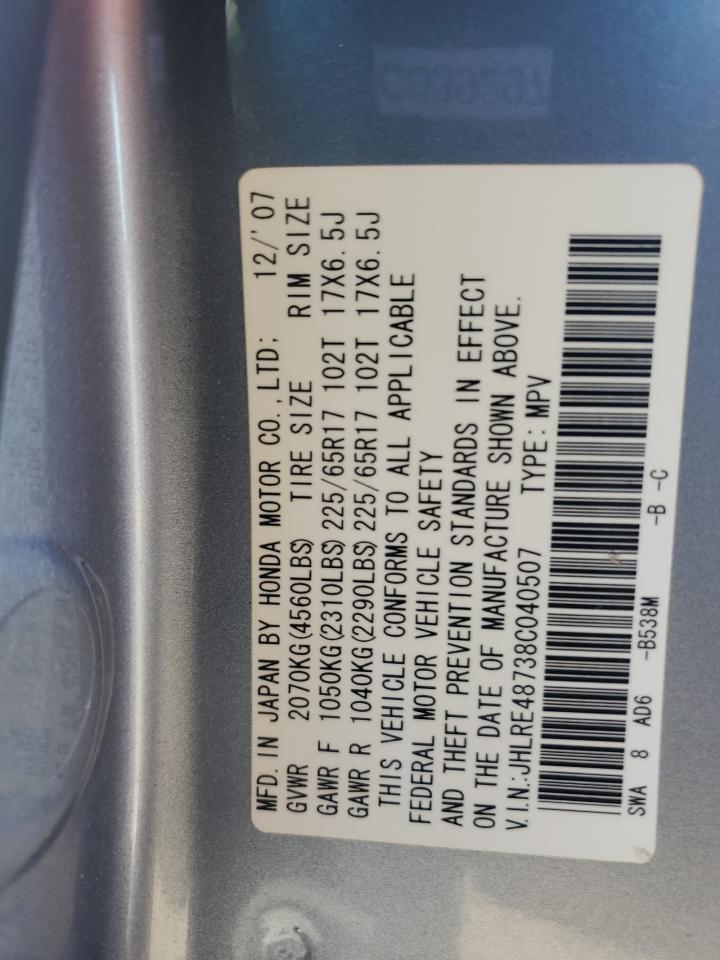 MFD. IN JAPAN BY HONDA MOTOR CO., LTD: 12/'07
GVWR 2070KG(4560LBS) TIRE SIZE RIM SIZE
GAWR F 1050KG(2310LBS) 225/65R17 102T 17X6.5J
GAWR R 1040KG(2290LBS) 225/65R17 102T 17X6.5J
THIS VEHICLE CONFORMS TO ALL APPLICABLE
FEDERAL MOTOR VEHICLE SAFETY
AND THEFT PREVENTION STANDARDS IN EFFECT
ON THE DATE OF MANUFACTURE SHOWN ABOVE.
V.I.N.:JHLRE48738C040507 TYPE:MPV
SWA 8 AD6 -B538M -B -C